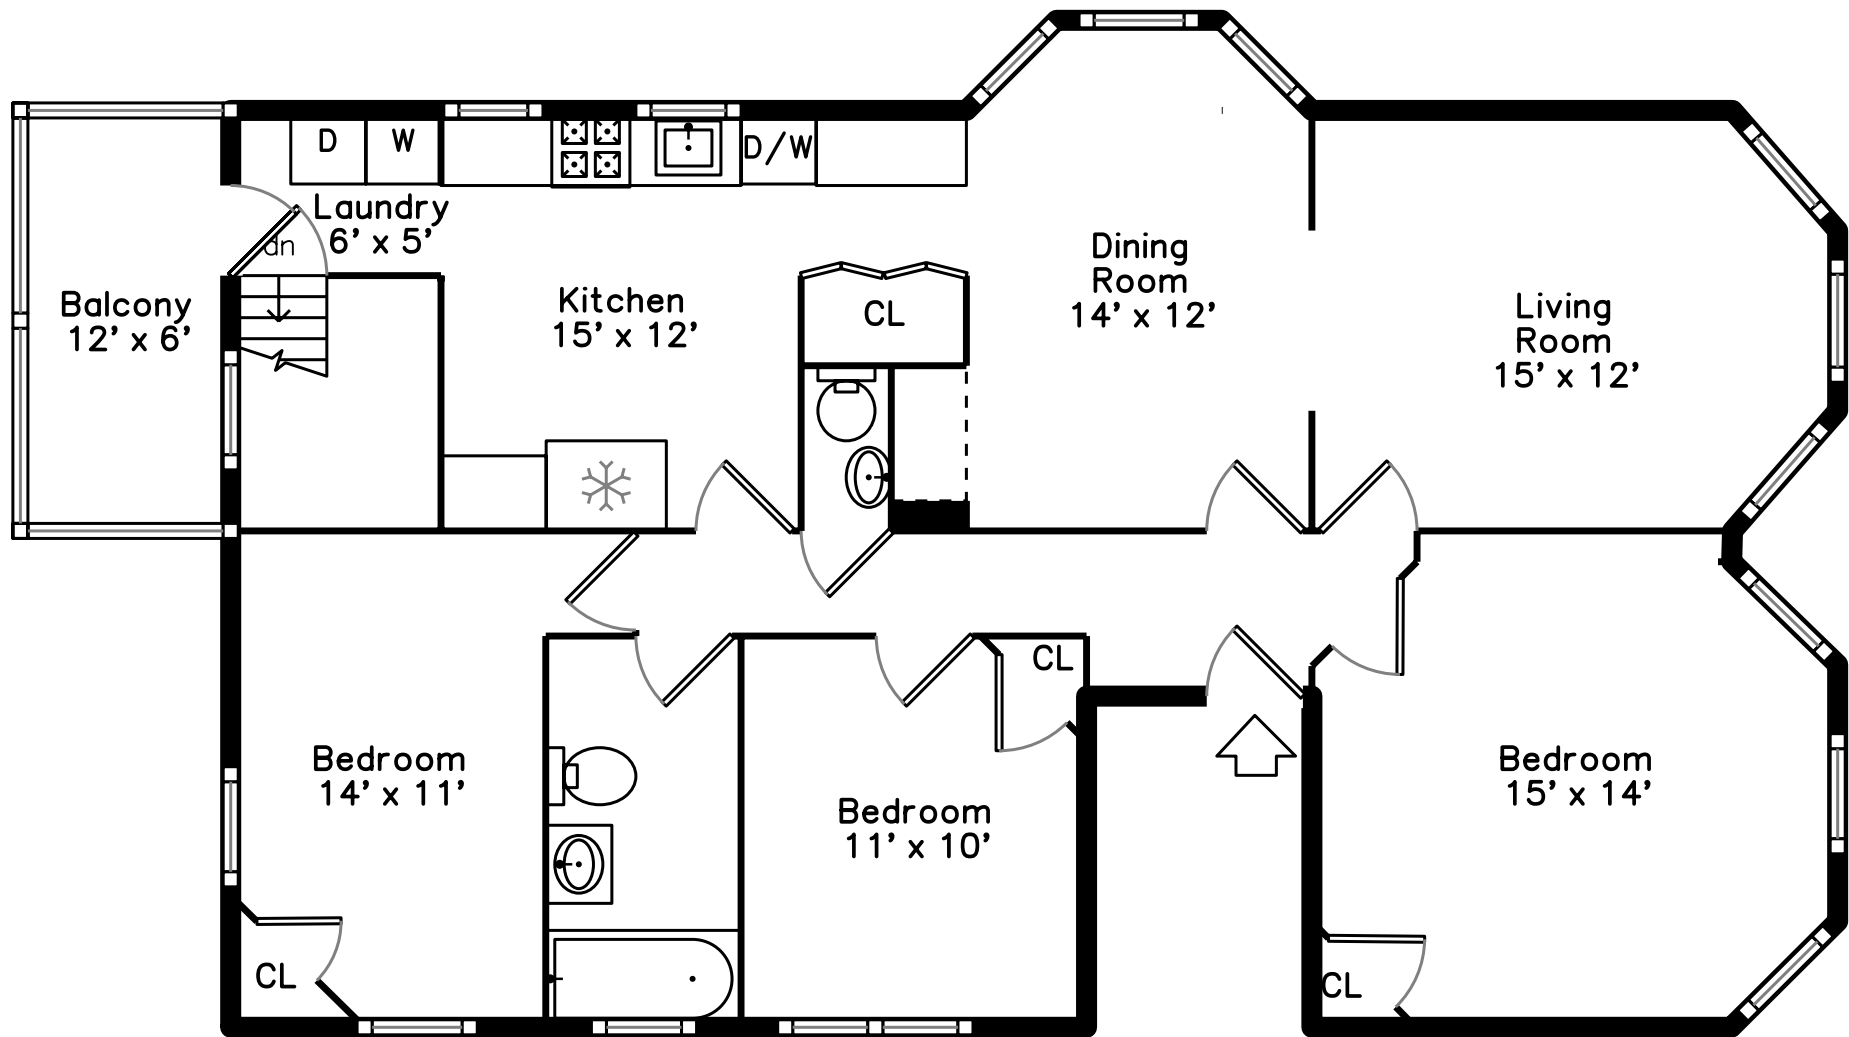 D
W
D/W
Laundry
6' x 5'
dn
Balcony
12' x 6'
Kitchen
15' x 12'
CL
Dining
Room
14' x 12'
Living
Room
15' x 12'
CL
Bedroom
14' x 11'
Bedroom
11' x 10'
Bedroom
15' x 14'
CL
CL